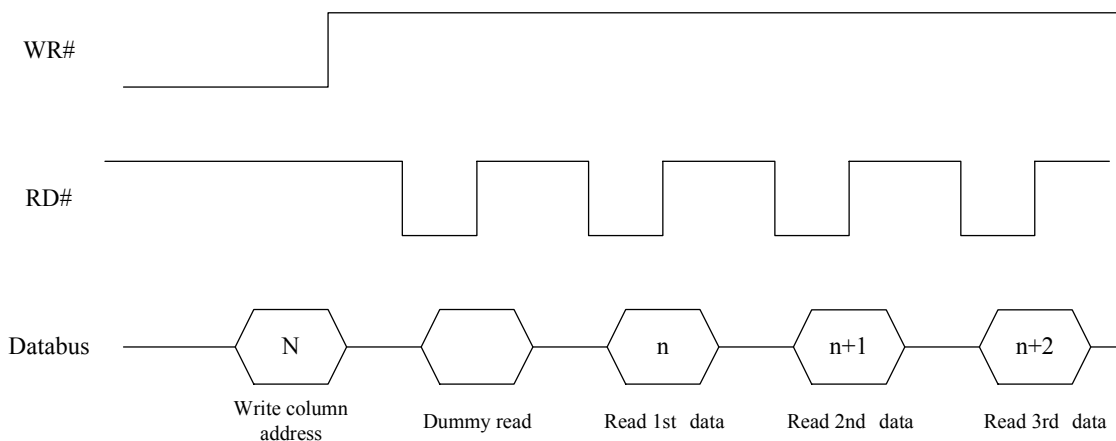 WR#
RD#
Databus
N
n
n+1
n+2
Write column
address
Dummy read
Read 1st data
Read 2nd data
Read 3rd data